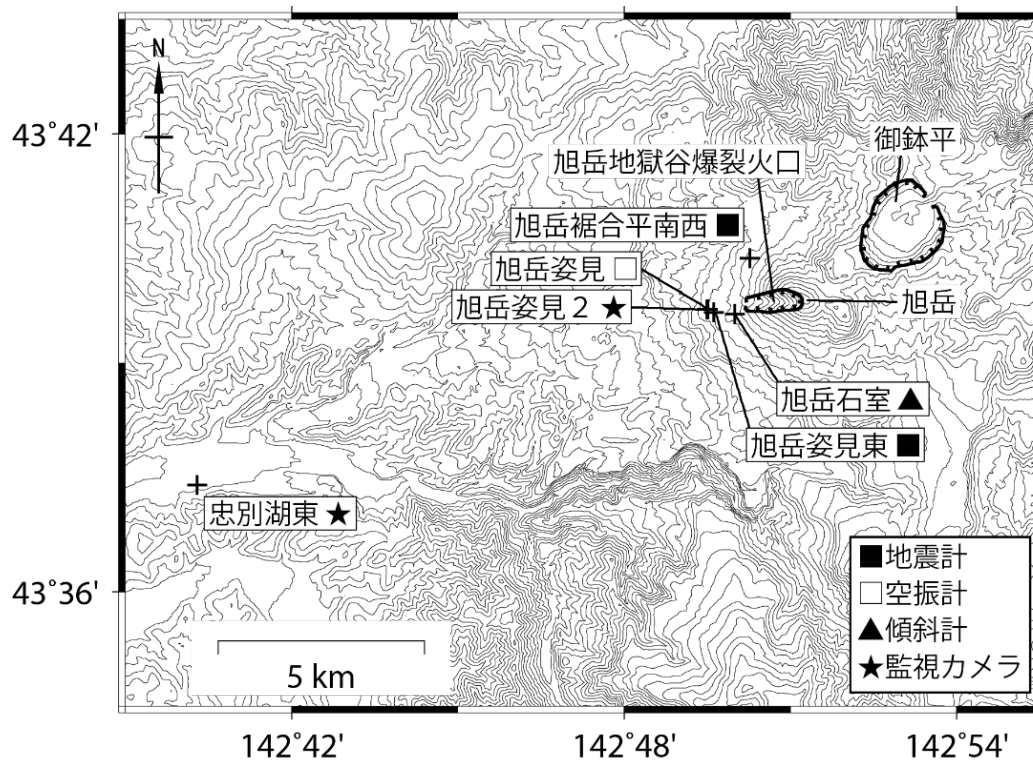 N
43˚42'
御鉢平
旭岳地獄谷爆裂火口
旭岳裾合平南西 ■
旭岳姿見 □
旭岳姿見２ ★
旭岳
旭岳石室 ▲
旭岳姿見東 ■
忠別湖東 ★
43˚36'
■地震計
□空振計
▲傾斜計
★監視カメラ
5 km
142˚42'
142˚48'
142˚54'